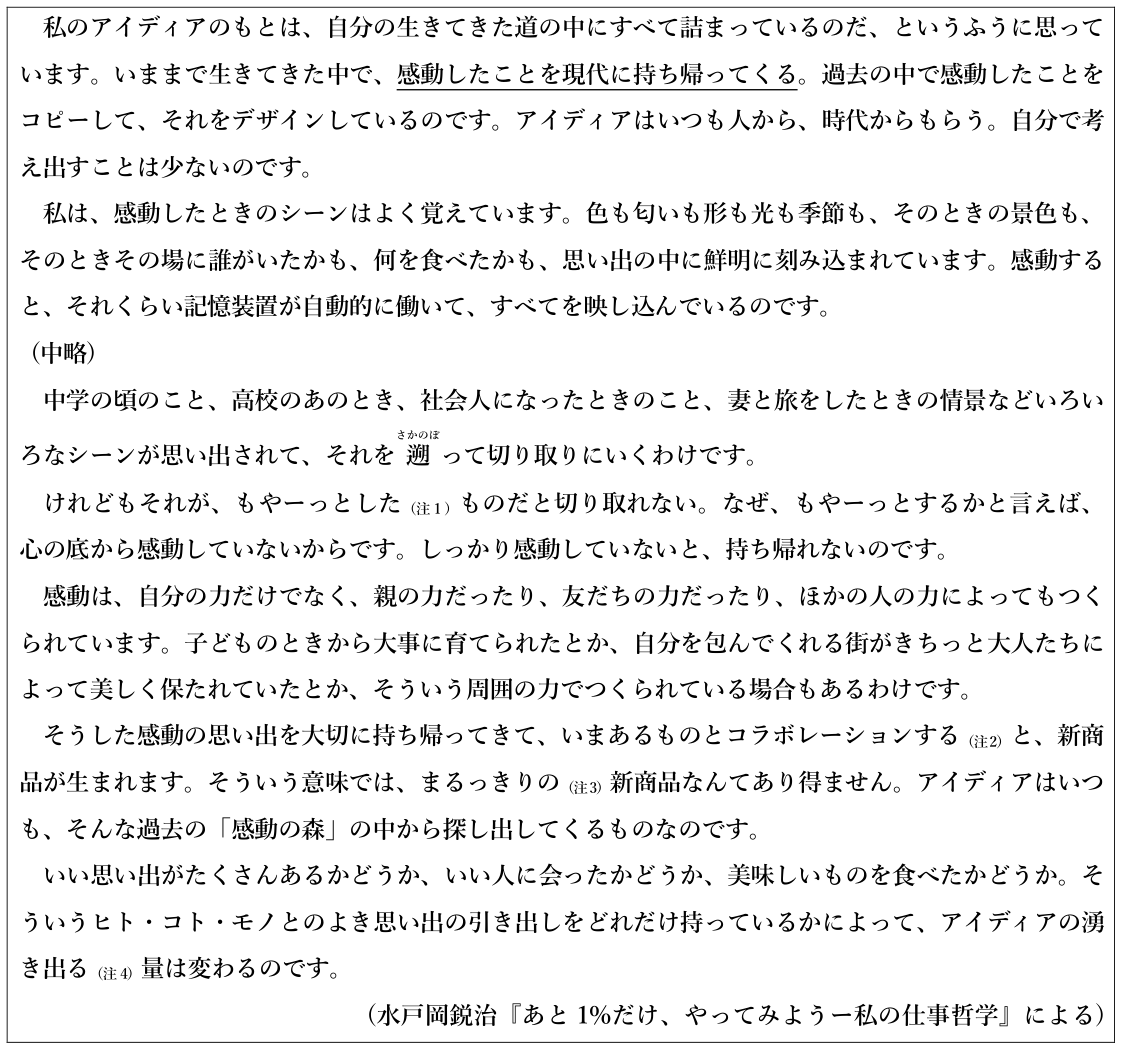 私のアイディアのもとは、自分の生きてきた道の中にすべて詰まっているのだ、というふうに思って
います。いままで生きてきた中で、感動したことを現代に持ち帰ってくる。過去の中で感動したことを
コピーして、それをデザインしているのです。アイディアはいつも人から、時代からもらう。自分で考
え出すことは少ないのです。
私は、感動したときのシーンはよく覚えています。色も匂いも形も光も季節も、そのときの景色も、
そのときその場に誰がいたかも、何を食べたかも、思い出の中に鮮明に刻み込まれています。感動する
と、それくらい記憶装置が自動的に働いて、すべてを映し込んでいるのです。
（中略）
中学の頃のこと、高校のあのとき、社会人になったときのこと、妻と旅をしたときの情景などいろい
さかのぼ
ろなシーンが思い出されて、それを遡って切り取りにいくわけです。
けれどもそれが、もやーっとした（注1）ものだと切り取れない。なぜ、もやーっとするかと言えば、
心の底から感動していないからです。しっかり感動していないと、持ち帰れないのです。
感動は、自分の力だけでなく、親の力だったり、友だちの力だったり、ほかの人の力によってもつく
られています。子どものときから大事に育てられたとか、自分を包んでくれる街がきちっと大人たちに
よって美しく保たれていたとか、そういう周囲の力でつくられている場合もあるわけです。
そうした感動の思い出を大切に持ち帰ってきて、いまあるものとコラボレーションする（注2）と、新商
品が生まれます。そういう意味では、まるっきりの（注3）新商品なんてあり得ません。アイディアはいつ
も、そんな過去の「感動の森」の中から探し出してくるものなのです。
いい思い出がたくさんあるかどうか、いい人に会ったかどうか、美味しいものを食べたかどうか。そ
ういうヒト・コト・モノとのよき思い出の引き出しをどれだけ持っているかによって、アイディアの湧
き出る（注4）量は変わるのです。
（水戸岡鋭治『あと1%だけ、やってみようー私の仕事哲学』による）